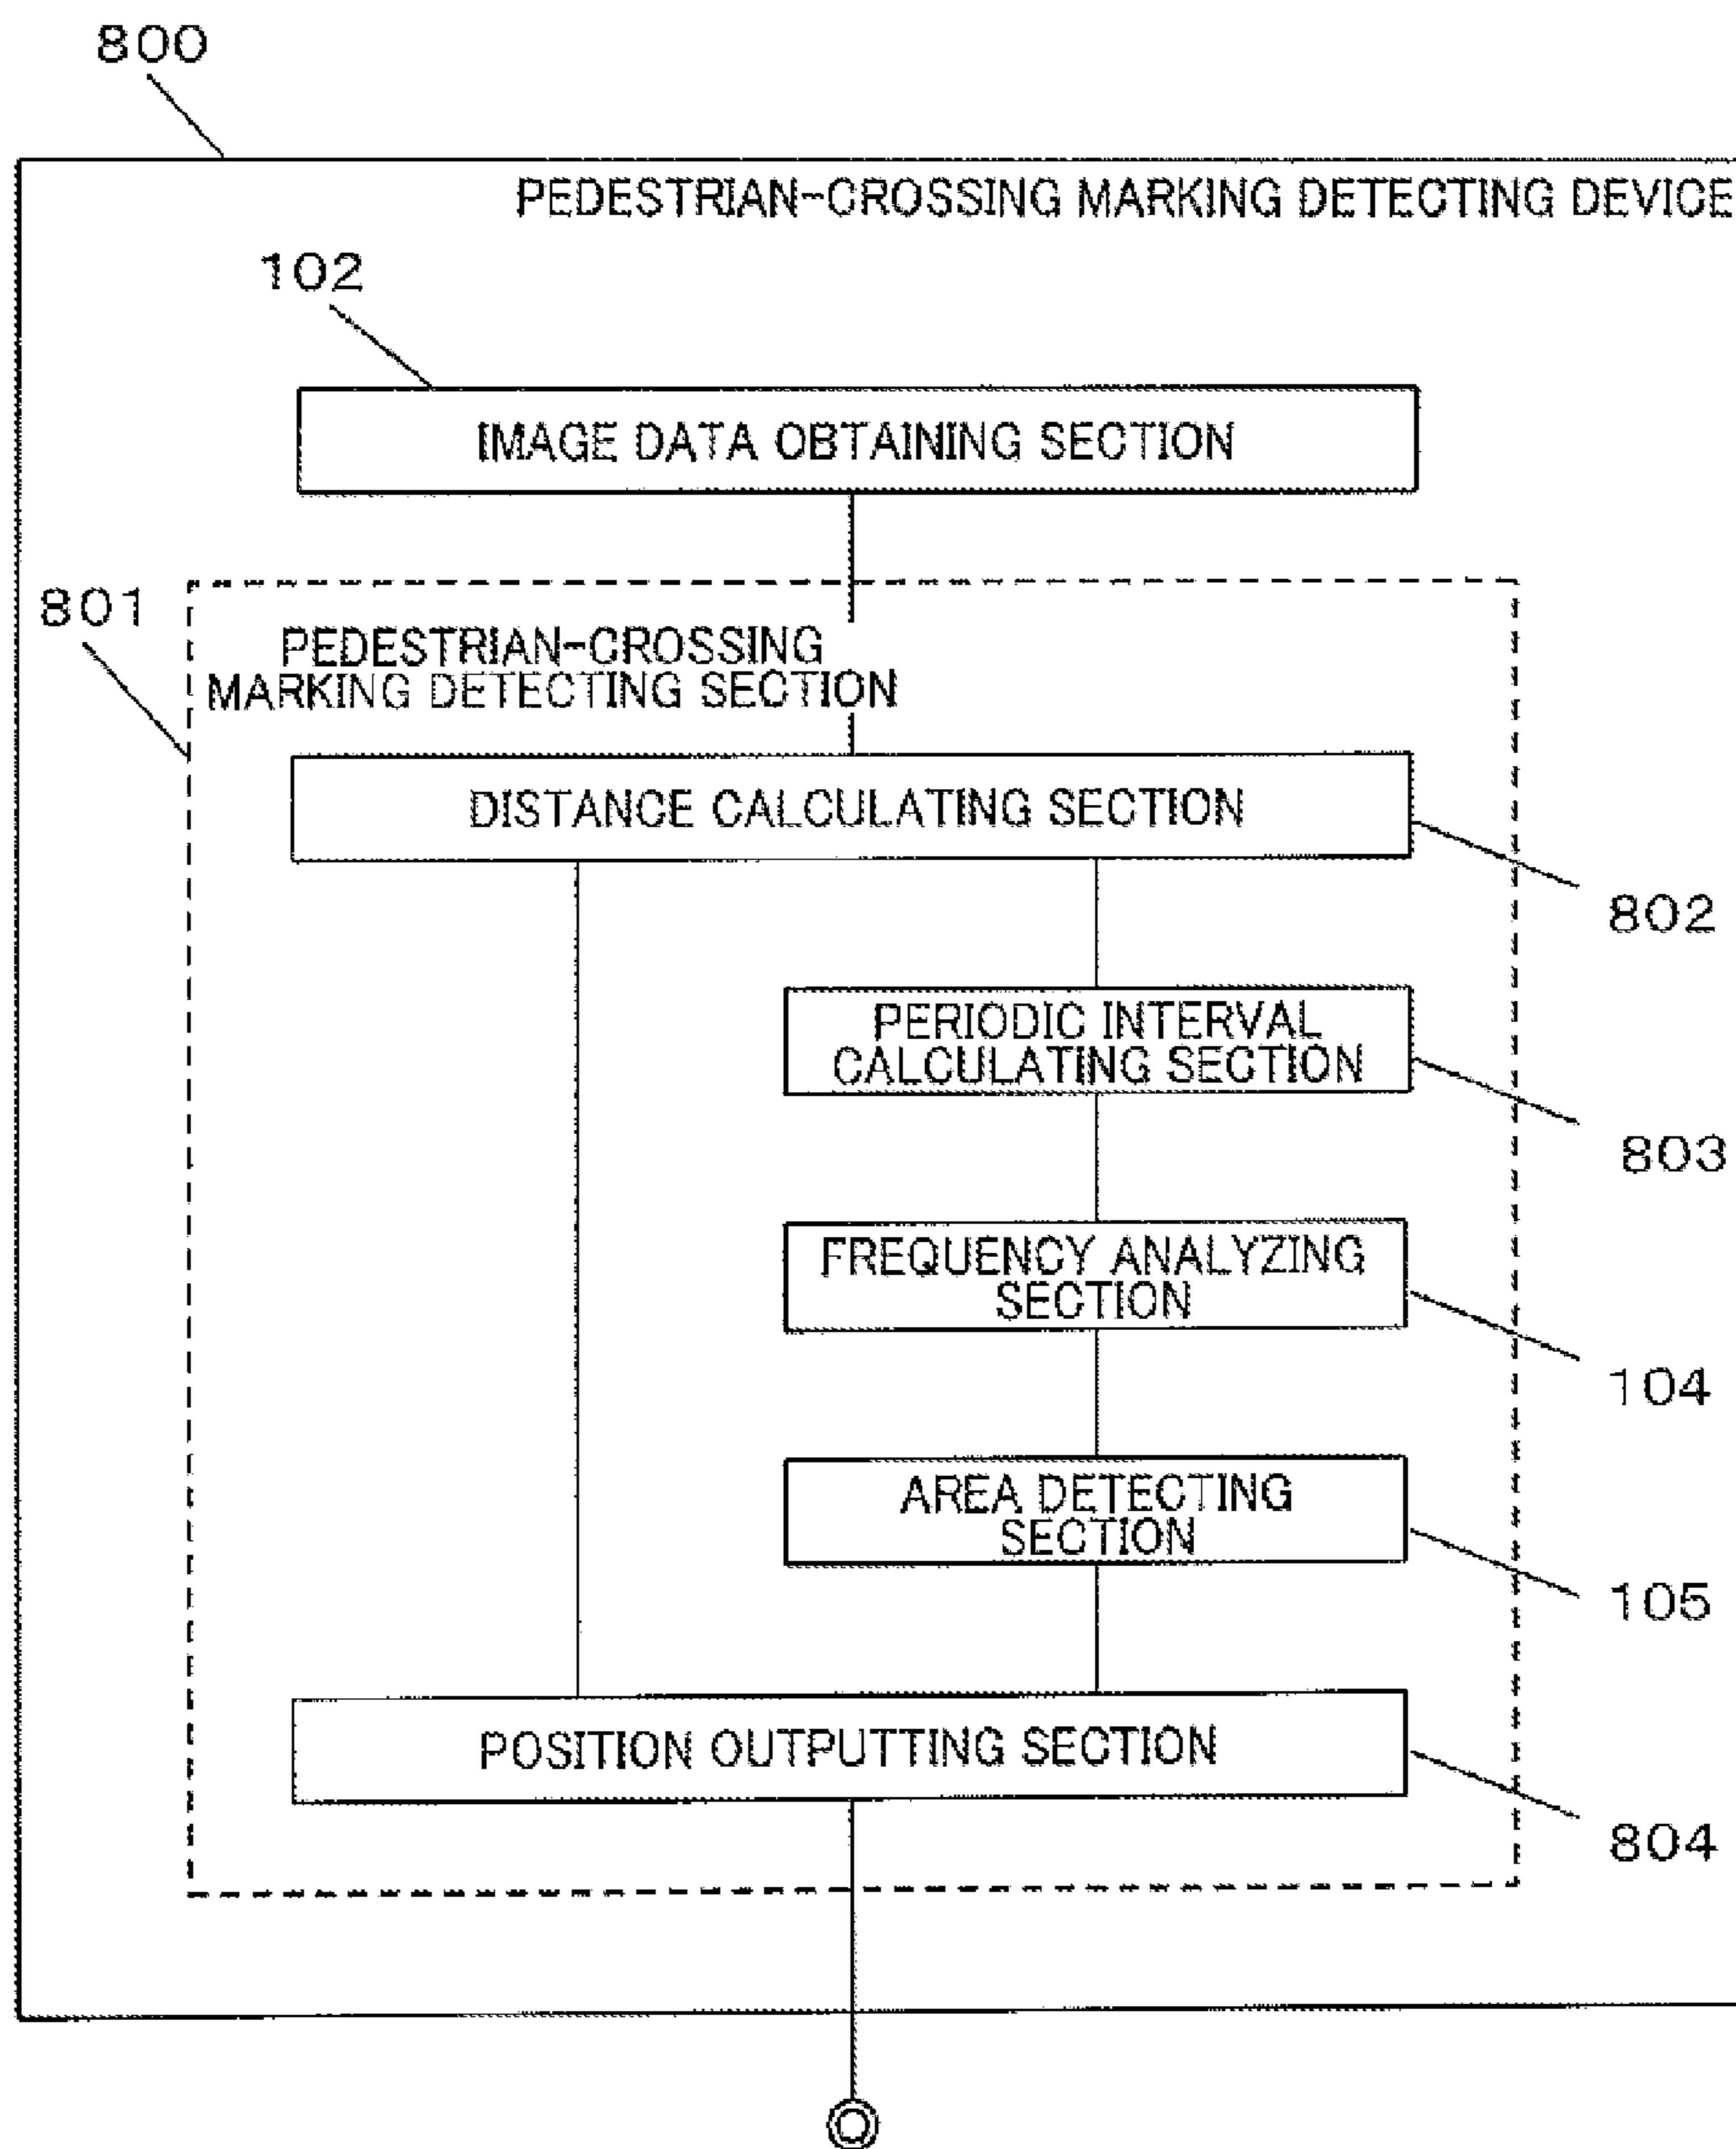 800
PEDESTRIAN-CROSSING MARKING DETECTING DEVICE
102
IMAGE DATA OBTAINING SECTION
801
PEDESTRIAN-CROSSING
MARKING DETECTING SECTION
DISTANCE CALCULATING SECTION
802
PERIODIC INTERVAL
CALCULATING SECTION
803
FREQUENCY ANALYZING
SECTION
104
AREA DETECTING
SECTION
105
POSITION OUTPUTTING SECTION
804